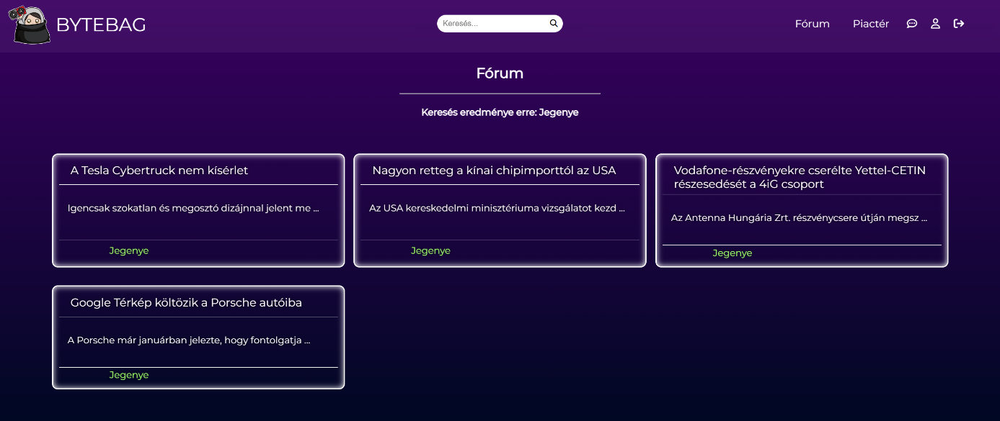 BYTEBAG
Keresés...
Fórum
Piactér
Fórum
Keresés eredménye erre: Jegenye
A Tesla Cybertruck nem kísérlet
Igencsak szokatlan és megosztó dizájnnal jelent me ...
Jegenye
Nagyon retteg a kínai chipimporttól az USA
Az USA kereskedelmi minisztériuma vizsgálatot kezd ...
Jegenye
Vodafone-részvényekre cserélte Yettel-CETIN
részesedését a 4iG csoport
Az Antenna Hungária Zrt. részvénycsere útján megsz ...
Jegenye
Google Térkép költözik a Porsche autóiba
A Porsche már januárban jelezte, hogy fontolgatja ...
Jegenye